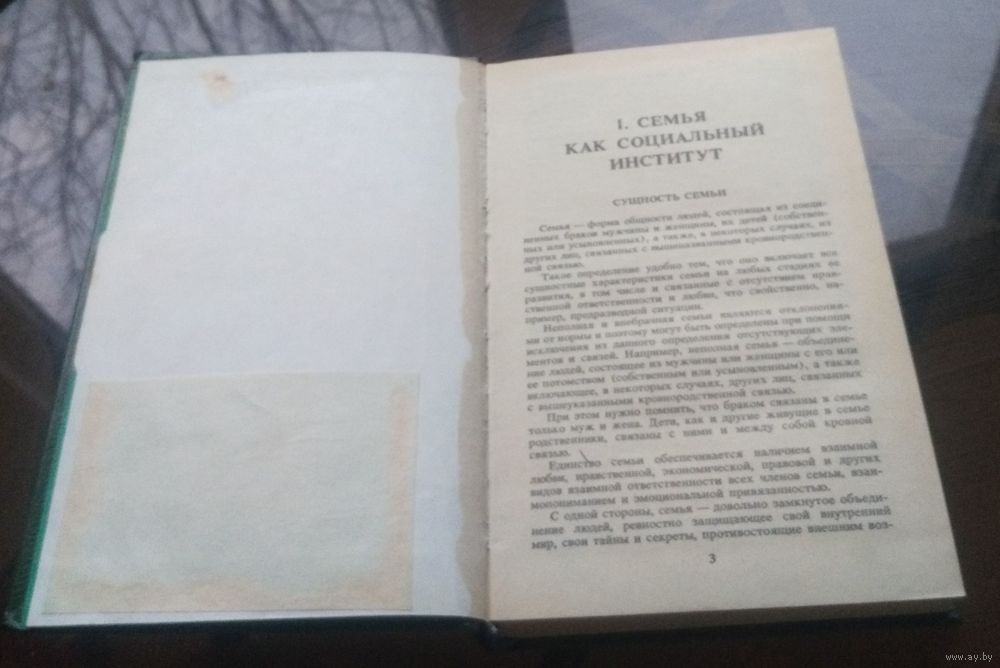 I. СЕМЬЯ
КАК СОЦИАЛЬНЫЙ
ИНСТИТУТ
СУЩНОСТЬ СЕМЬИ
Семья — форма общности людей, состоящая из соеди-
ненных браков мужчины и женщины, их детей (собствен-
ных или усыновленных), а также, в некоторых случаях, из
других лиц, связанных с вышеназванными кровнородствен-
ной связью.
Такое определение удобно тем, что оно включает все
сущностные характеристики семьи на любых стадиях ее
развития, в том числе и связанные с отсутствием нрав-
ственной ответственности и любви, что свойственно, на-
пример, предразводной ситуации.
Неполная и внебрачная семьи являются отклонения-
ми от нормы и поэтому могут быть определены при помощи
исключения из данного определения отсутствующих эле-
ментов и связей. Например, неполная семья — объедине-
ние людей, состоящее из мужчины или женщины с его или
ее потомством (собственным или усыновленным), а также
включающее, в некоторых случаях, других лиц, связанных
с вышеуказанными кровнородственной связью.
При этом нужно помнить, что браком связаны в семье
только муж и жена. Дети, как и другие живущие в семье
родственники, связаны с ними и между собой кровной
связью.
Единство семьи обеспечивается наличием взаимной
любви, нравственной, экономической, правовой и других
видов взаимной ответственности всех членов семьи, взаи-
мопониманием и эмоциональной привязанностью.
С одной стороны, семья — довольно замкнутое объеди-
нение людей, ревностно защищающее свой внутренний
мир, свои тайны и секреты, противостоящие внешним воз-
3
www.ay.by